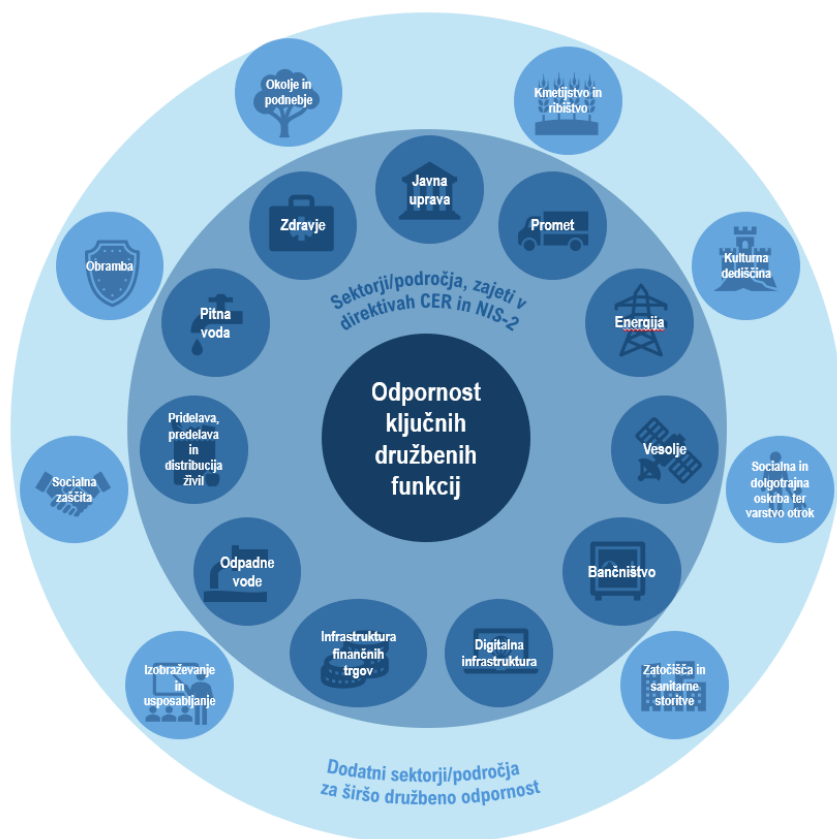 Okolje in
podnebje
Kmetijstvo in
ribištvo
Javna
uprava
Zdravje
Promet
Obramba
Kulturna
dediščina
Sektorji/področja, zajeti v
direktivah CER in NIS-2
Pitna
voda
Energija
Odpornost
ključnih
družbenih
funkcij
Pridelava,
predelava
in
distribucija
živil
Vesolje
Socialna
zaščita
Socialna in
dolgotrajna
oskrba ter
varstvo otrok
Odpadne
vode
Bančništvo
Infrastruktura
finančnih
trgov
Digitalna
infrastruktura
Izobraževanje
in
usposabljanje
Zatočišča in
sanitarne
storitve
Dodatni sektorji/področja
za širšo družbeno odpornost